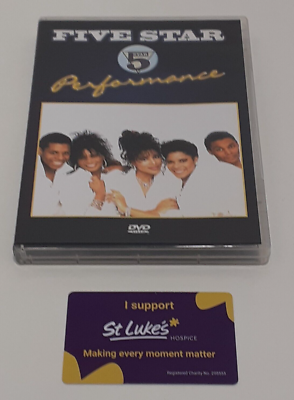 FIVE STAR
5
Performance
DVD
I support
St Luke's
HOSPICE
Making every moment matter